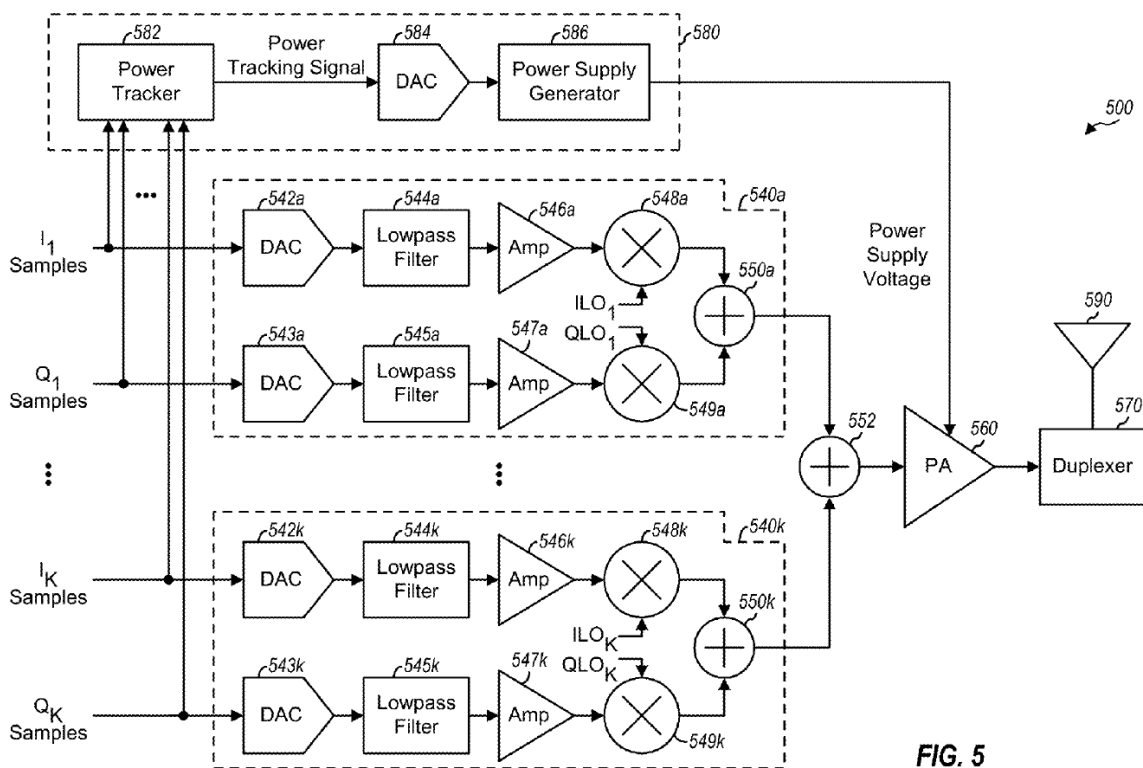 582
Power
Tracker
Power
Tracking Signal
584
DAC
586
Power Supply
Generator
580
500
•••
I1
Samples
542a
DAC
544a
Lowpass
Filter
546a
Amp
548a
540a
ILO1
550a
Power
Supply
Voltage
590
Q1
Samples
543a
DAC
545a
Lowpass
Filter
547a
Amp
QLO1
549a
552
560
PA
570
Duplexer
IK
Samples
542k
DAC
544k
Lowpass
Filter
546k
Amp
548k
540k
ILOK
550k
QK
Samples
543k
DAC
545k
Lowpass
Filter
547k
Amp
QLOK
549k
FIG. 5